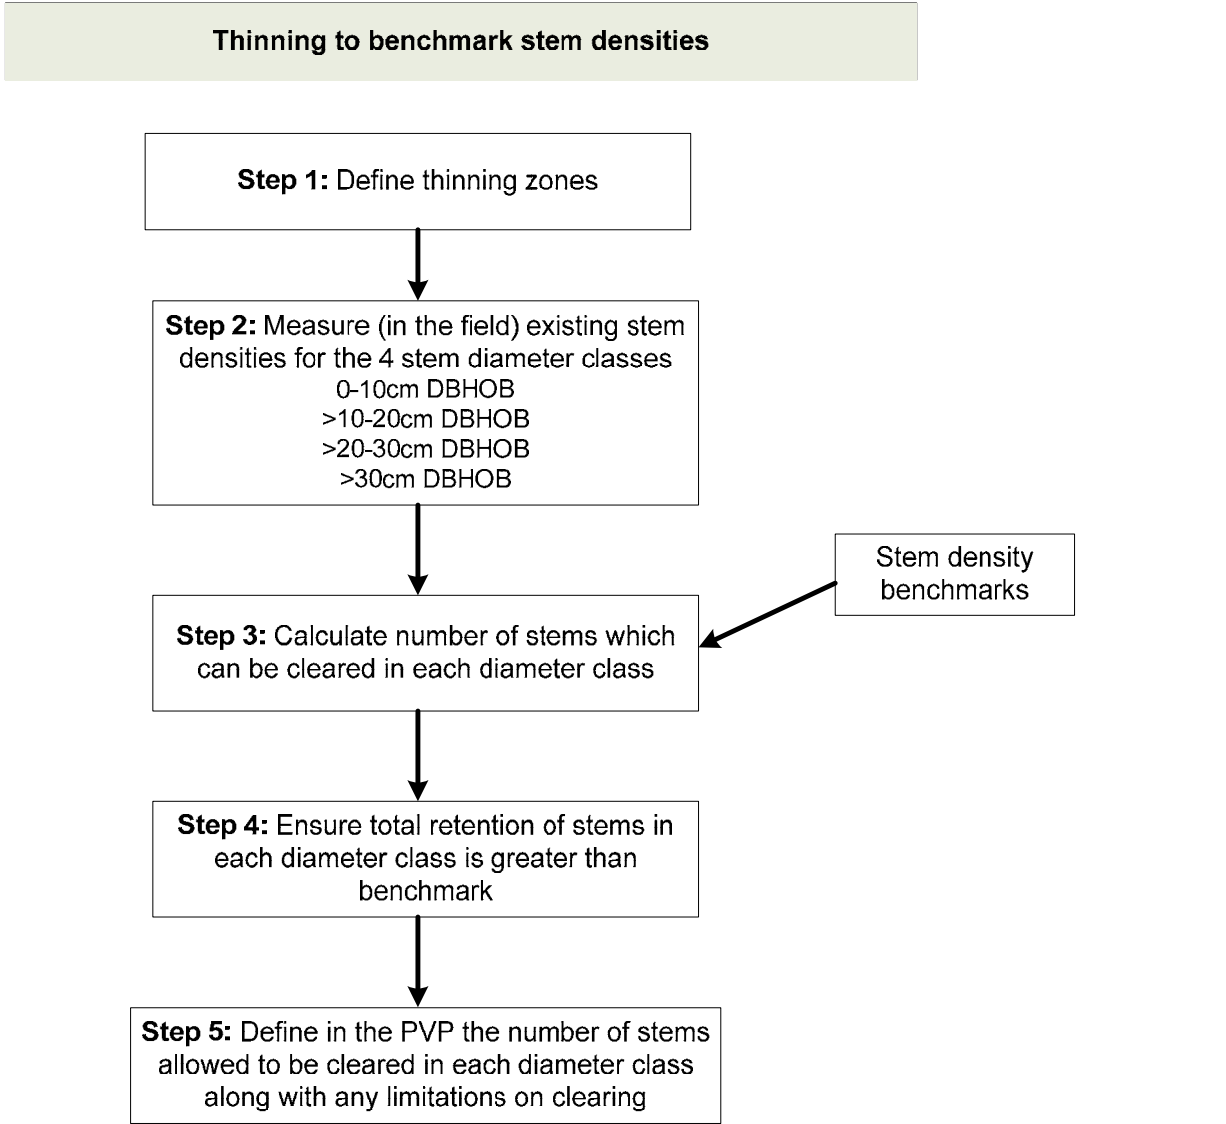 Thinning to benchmark stem densities
Step 1: Define thinning zones
Step 2: Measure (in the field) existing stem
densities for the 4 stem diameter classes
0-10cm DBHOB
>10-20cm DBHOB
>20-30cm DBHOB
>30cm DBHOB
Stem density
benchmarks
Step 3: Calculate number of stems which
can be cleared in each diameter class
Step 4: Ensure total retention of stems in
each diameter class is greater than
benchmark
Step 5: Define in the PVP the number of stems
allowed to be cleared in each diameter class
along with any limitations on clearing